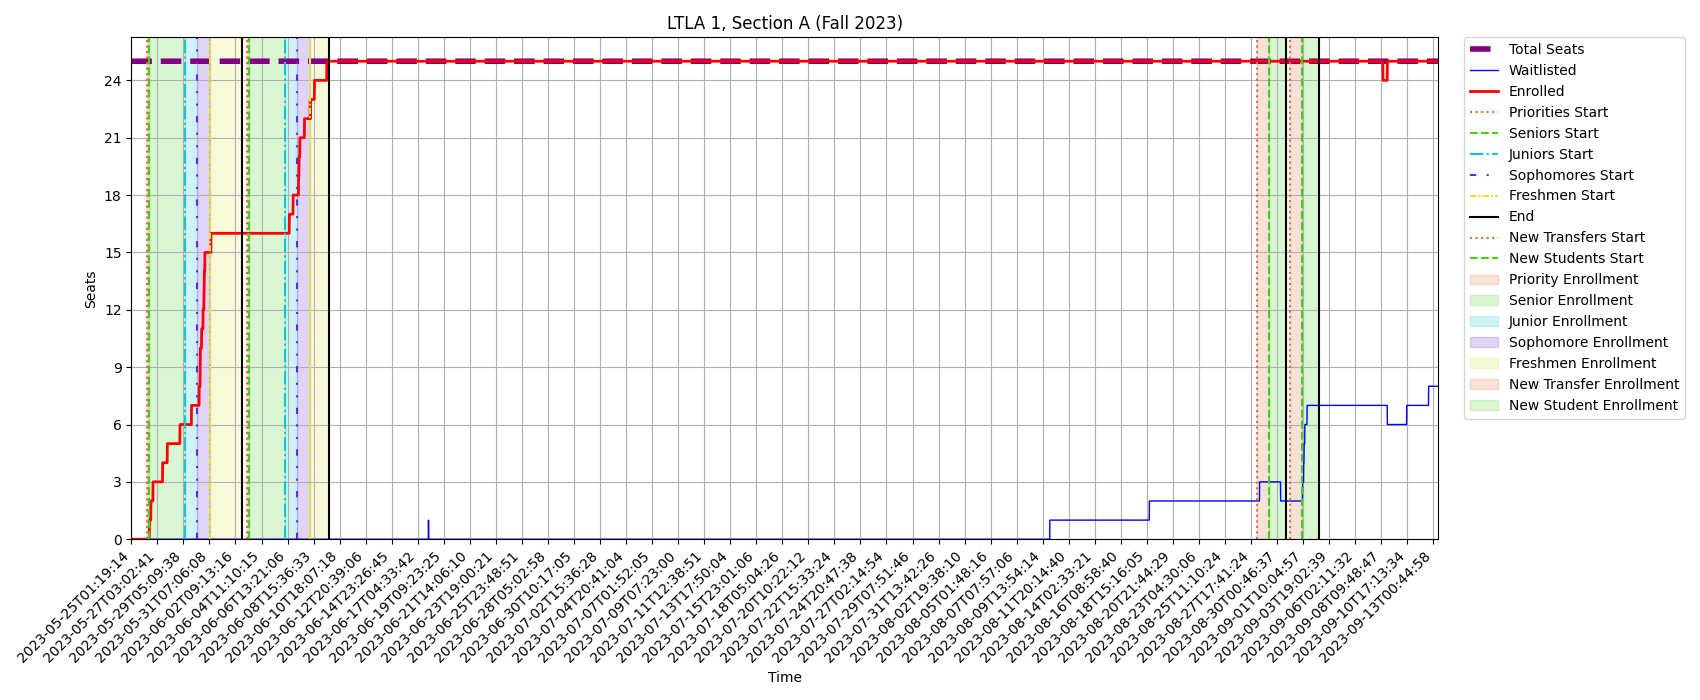 LTLA 1, Section A (Fall 2023)
Seats
24
21
18
15
12
9
6
3
0
2023-05-25T01:19:14
2023-05-27T03:02:41
2023-05-29T05:09:38
2023-05-31T07:06:08
2023-06-02T09:13:16
2023-06-04T11:10:15
2023-06-06T13:21:06
2023-06-08T15:36:33
2023-06-10T18:07:18
2023-06-12T20:39:06
2023-06-14T23:26:45
2023-06-17T04:33:42
2023-06-19T09:23:25
2023-06-21T14:06:10
2023-06-23T19:00:21
2023-06-25T23:48:51
2023-06-28T05:02:58
2023-06-30T10:17:05
2023-07-02T15:36:28
2023-07-04T20:41:04
2023-07-07T01:52:05
2023-07-09T07:23:00
2023-07-11T12:38:51
2023-07-13T17:50:04
2023-07-15T23:01:06
2023-07-18T05:04:26
2023-07-20T10:22:12
2023-07-22T15:33:24
2023-07-24T20:47:38
2023-07-27T02:14:54
2023-07-29T07:51:46
2023-07-31T13:42:26
2023-08-02T19:38:10
2023-08-05T01:48:16
2023-08-07T07:57:06
2023-08-09T13:54:14
2023-08-11T20:14:40
2023-08-14T02:33:21
2023-08-16T08:58:40
2023-08-18T15:16:05
2023-08-20T21:44:29
2023-08-23T04:30:06
2023-08-25T11:10:24
2023-08-27T17:41:24
2023-08-30T00:46:37
2023-09-01T10:04:57
2023-09-03T19:02:39
2023-09-06T02:11:32
2023-09-08T09:48:47
2023-09-10T17:13:34
2023-09-13T00:44:58
Time
Total Seats
Waitlisted
Enrolled
Priorities Start
Seniors Start
Juniors Start
Sophomores Start
Freshmen Start
End
New Transfers Start
New Students Start
Priority Enrollment
Senior Enrollment
Junior Enrollment
Sophomore Enrollment
Freshmen Enrollment
New Transfer Enrollment
New Student Enrollment